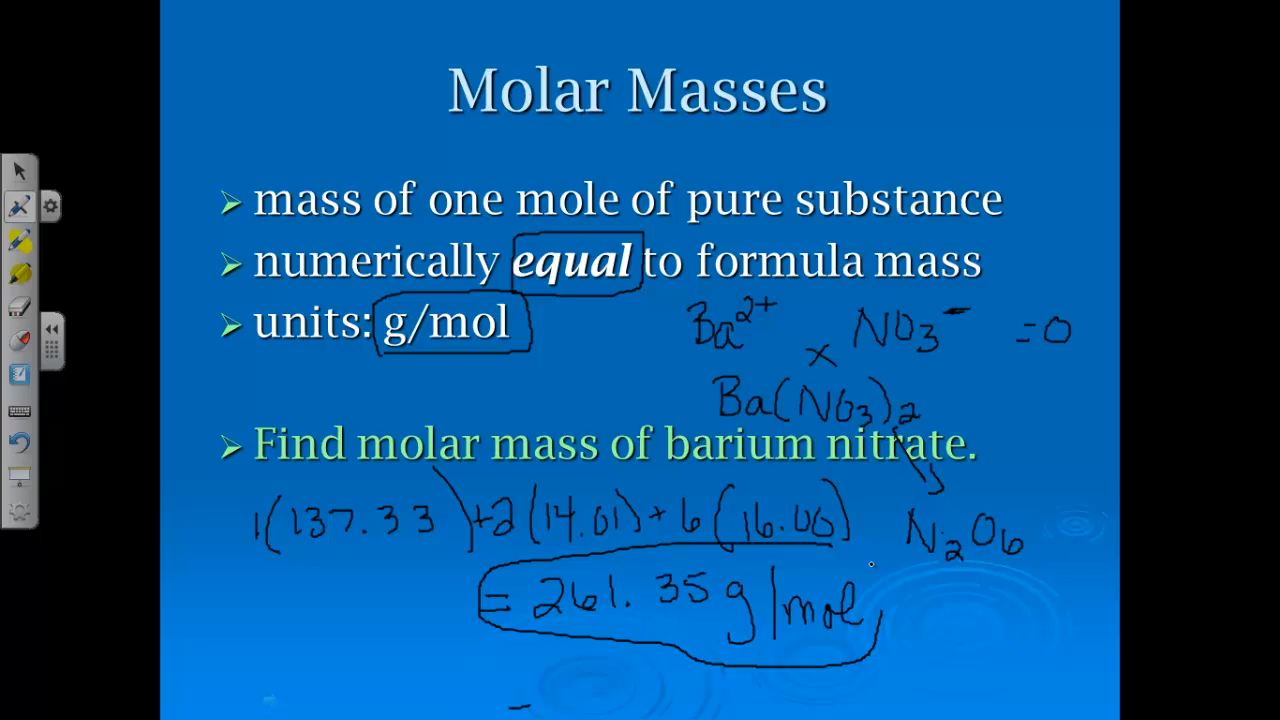 Molar Masses
mass of one mole of pure substance
numerically equal to formula mass
units: g/mol
Ba²⁺ NO₃⁻ = 0
x
Ba(NO₃)₂
Find molar mass of barium nitrate.
1(137.33)+2(14.01)+6(16.00) N₂O₆
= 261.35 g/mol